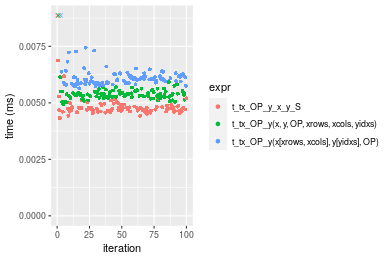 0.0075
0.0050
0.0025
0.0000
time (ms)
0
25
50
75
100
iteration
expr
t_tx_OP_y_x_y_S
t_tx_OP_y(x, y, OP, xrows, xcols, yidxs)
t_tx_OP_y(x[xrows, xcols], y[yidxs], OP)